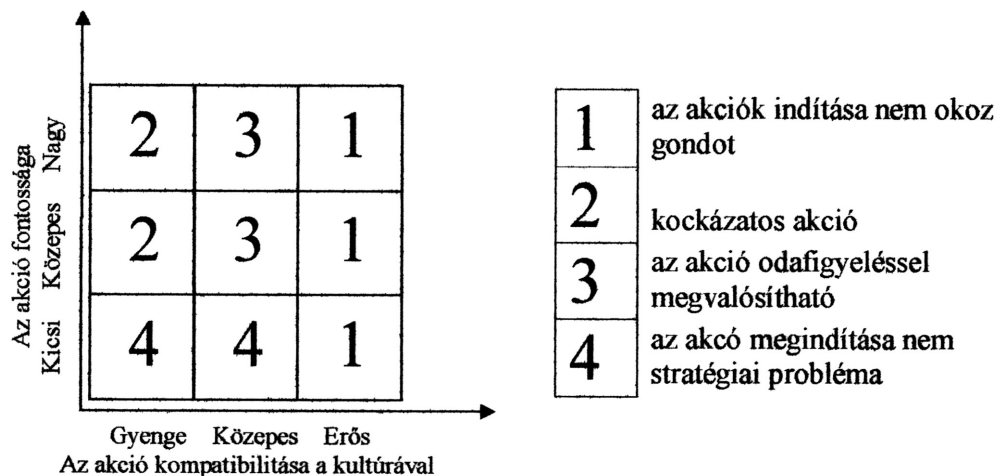 Az akció fontossága
Nagy
Közepes
Kicsi
2 3 1
2 3 1
4 4 1
Gyenge Közepes Erős
Az akció kompatibilitása a kultúrával
1 az akciók indítása nem okoz
gondot
2 kockázatos akció
3 az akció odafigyeléssel
megvalósítható
4 az akcó megindítása nem
stratégiai probléma